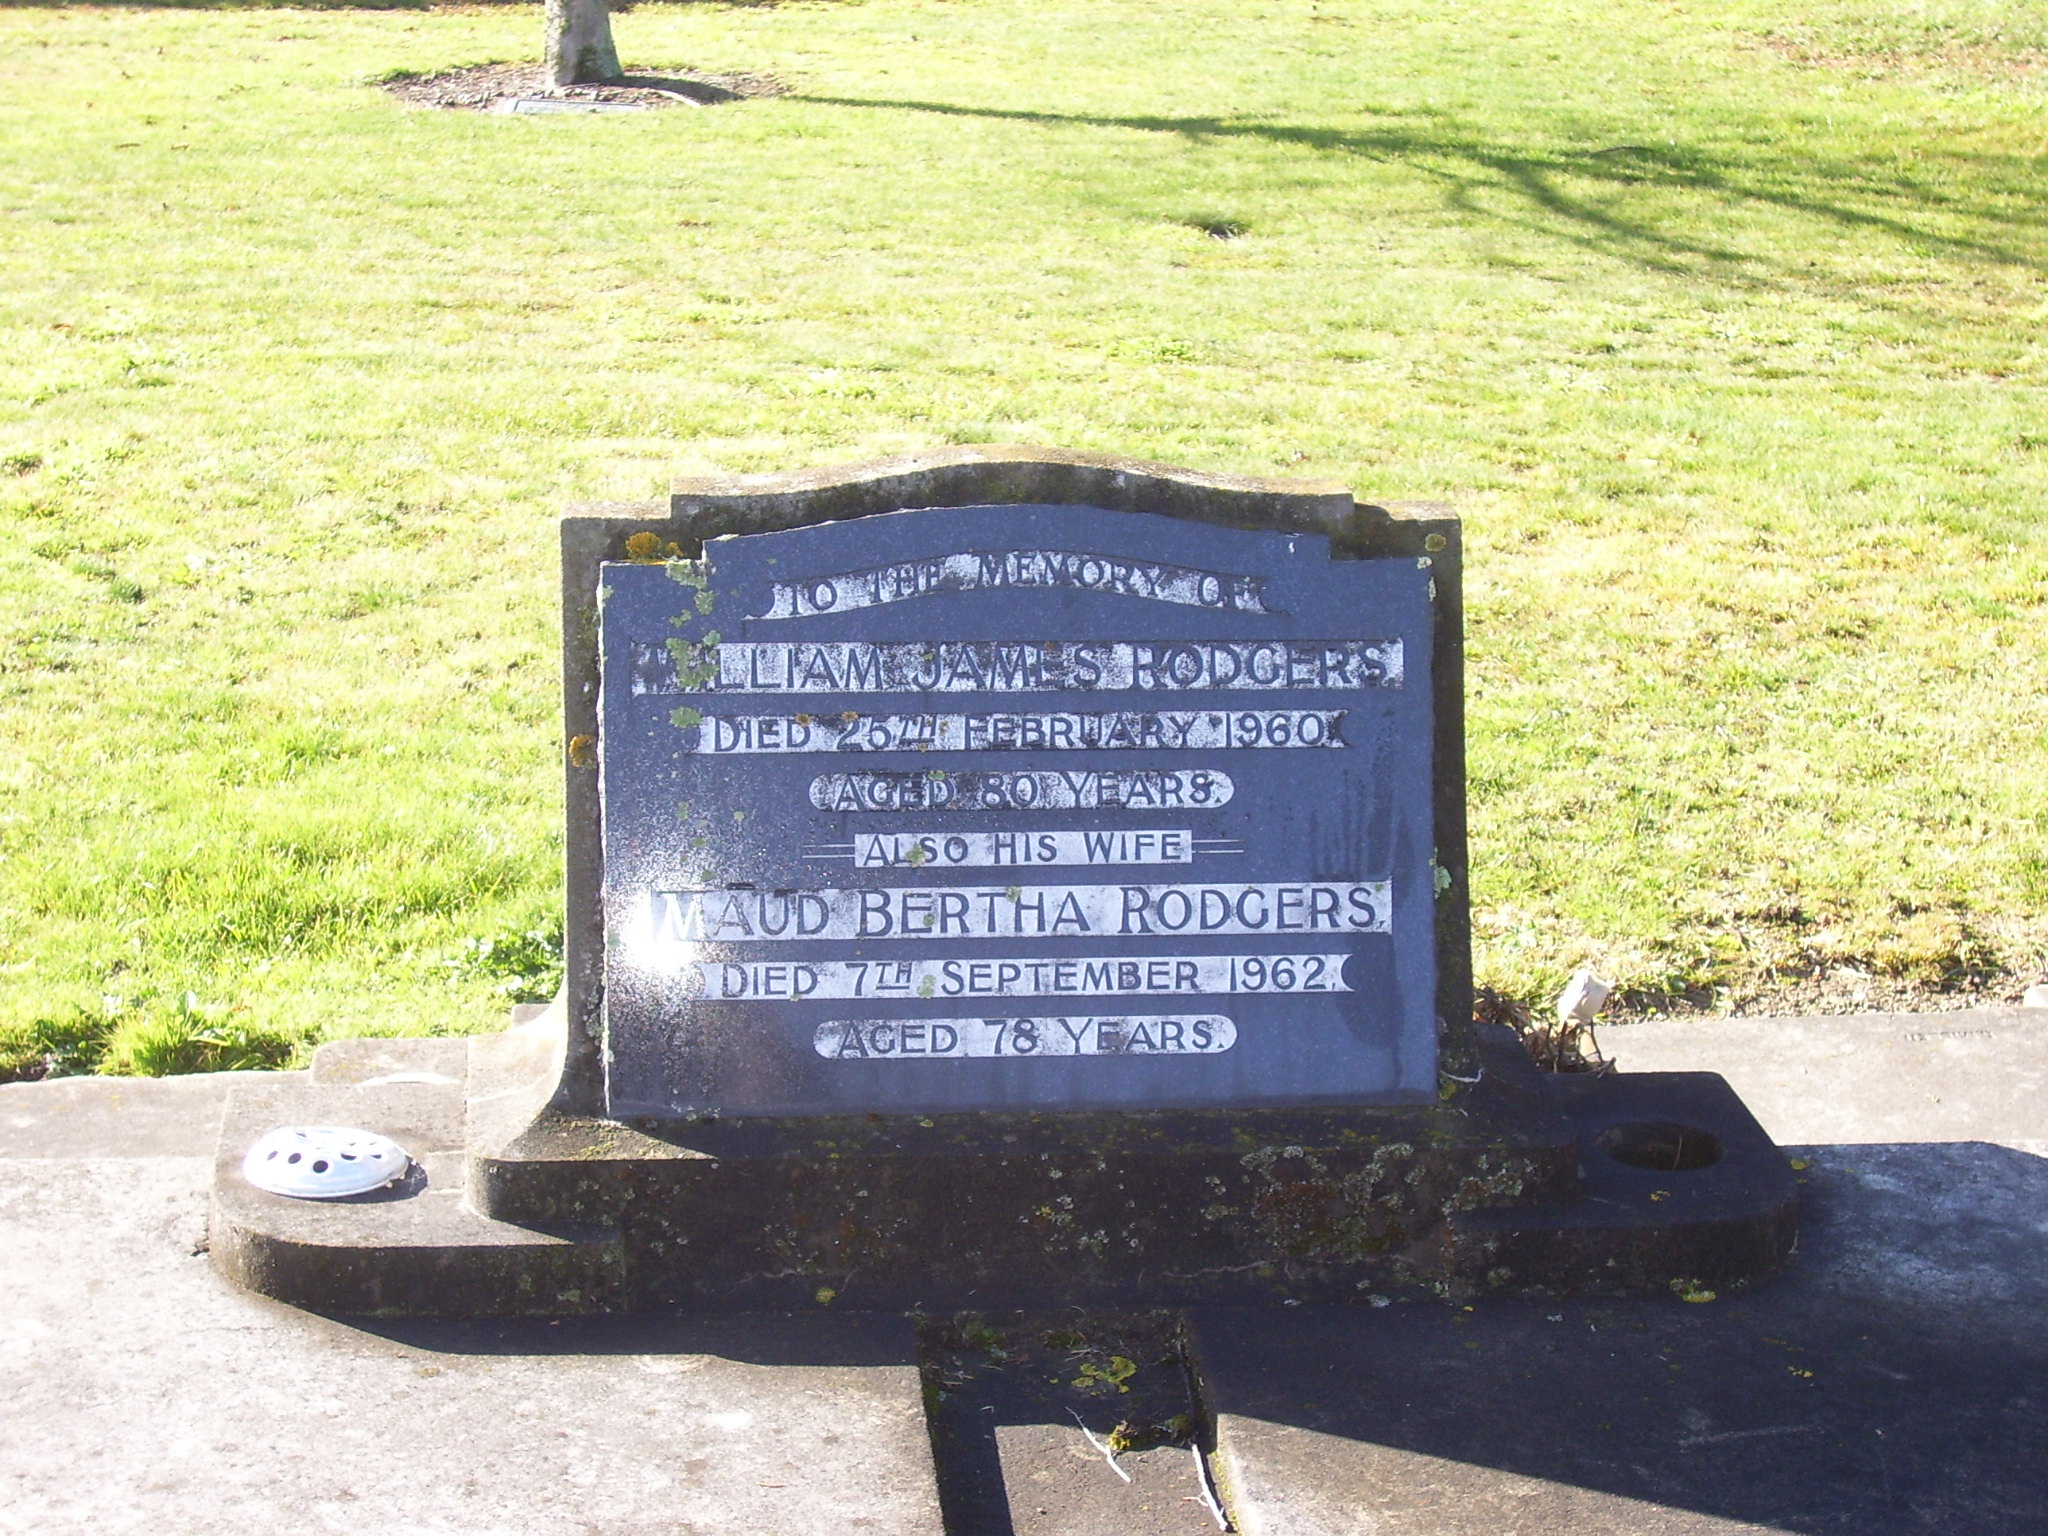 TO THE MEMORY OF
WILLIAM JAMES RODGERS.
DIED 25TH FEBRUARY 1960
AGED 80 YEARS.
ALSO HIS WIFE
MAUD BERTHA RODGERS.
DIED 7TH SEPTEMBER 1962.
AGED 78 YEARS.